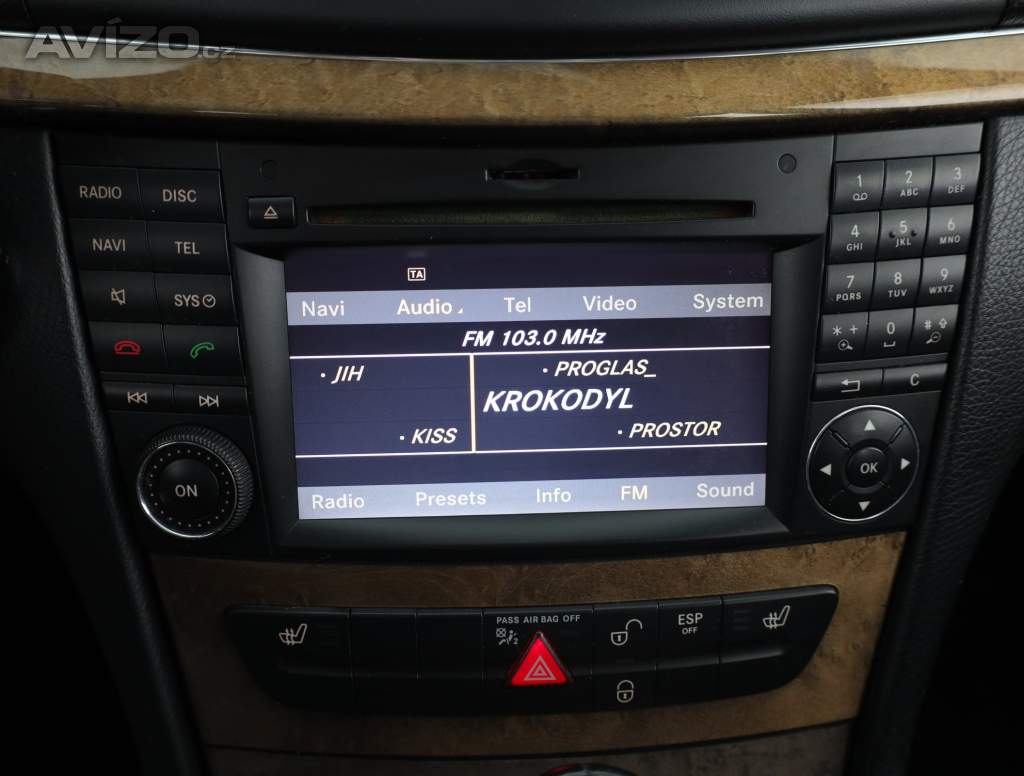 AVÍZO.cz
RADIO DISC
NAVI TEL
SYS
ON
TA
Navi Audio Tel Video System
FM 103.0 MHz
· JIH · PROGLAS_
KROKODYL
· KISS · PROSTOR
Radio Presets Info FM Sound
1 2 ABC 3 DEF
4 GHI 5 JKL 6 MNO
7 PQRS 8 TUV 9 WXYZ
* + 0 #
C
OK
PASS AIR BAG OFF
2
ESP OFF